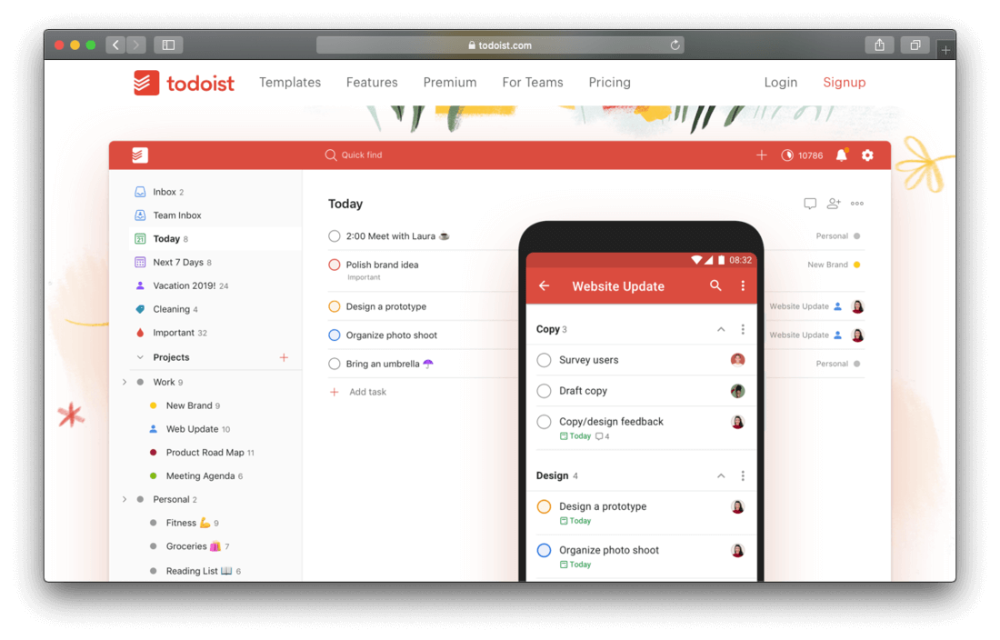 todoist.com
todoist Templates Features Premium For Teams Pricing Login Signup
Quick find 10786
Inbox 2
Team Inbox
Today 8
Next 7 Days 8
Vacation 2019! 24
Cleaning 4
Important 32
Projects
Work 9
New Brand 9
Web Update 10
Product Road Map 11
Meeting Agenda 6
Personal 2
Fitness 💪 9
Groceries 🛍️ 7
Reading List 📖 6
Today
2:00 Meet with Laura ☕ Personal
Polish brand idea New Brand
Important
Design a prototype Website Update
Organize photo shoot Website Update
Bring an umbrella ☂️ Personal
Add task
08:32
Website Update
Copy 3
Survey users
Draft copy
Copy/design feedback
Today 4
Design 4
Design a prototype
Today
Organize photo shoot
Today